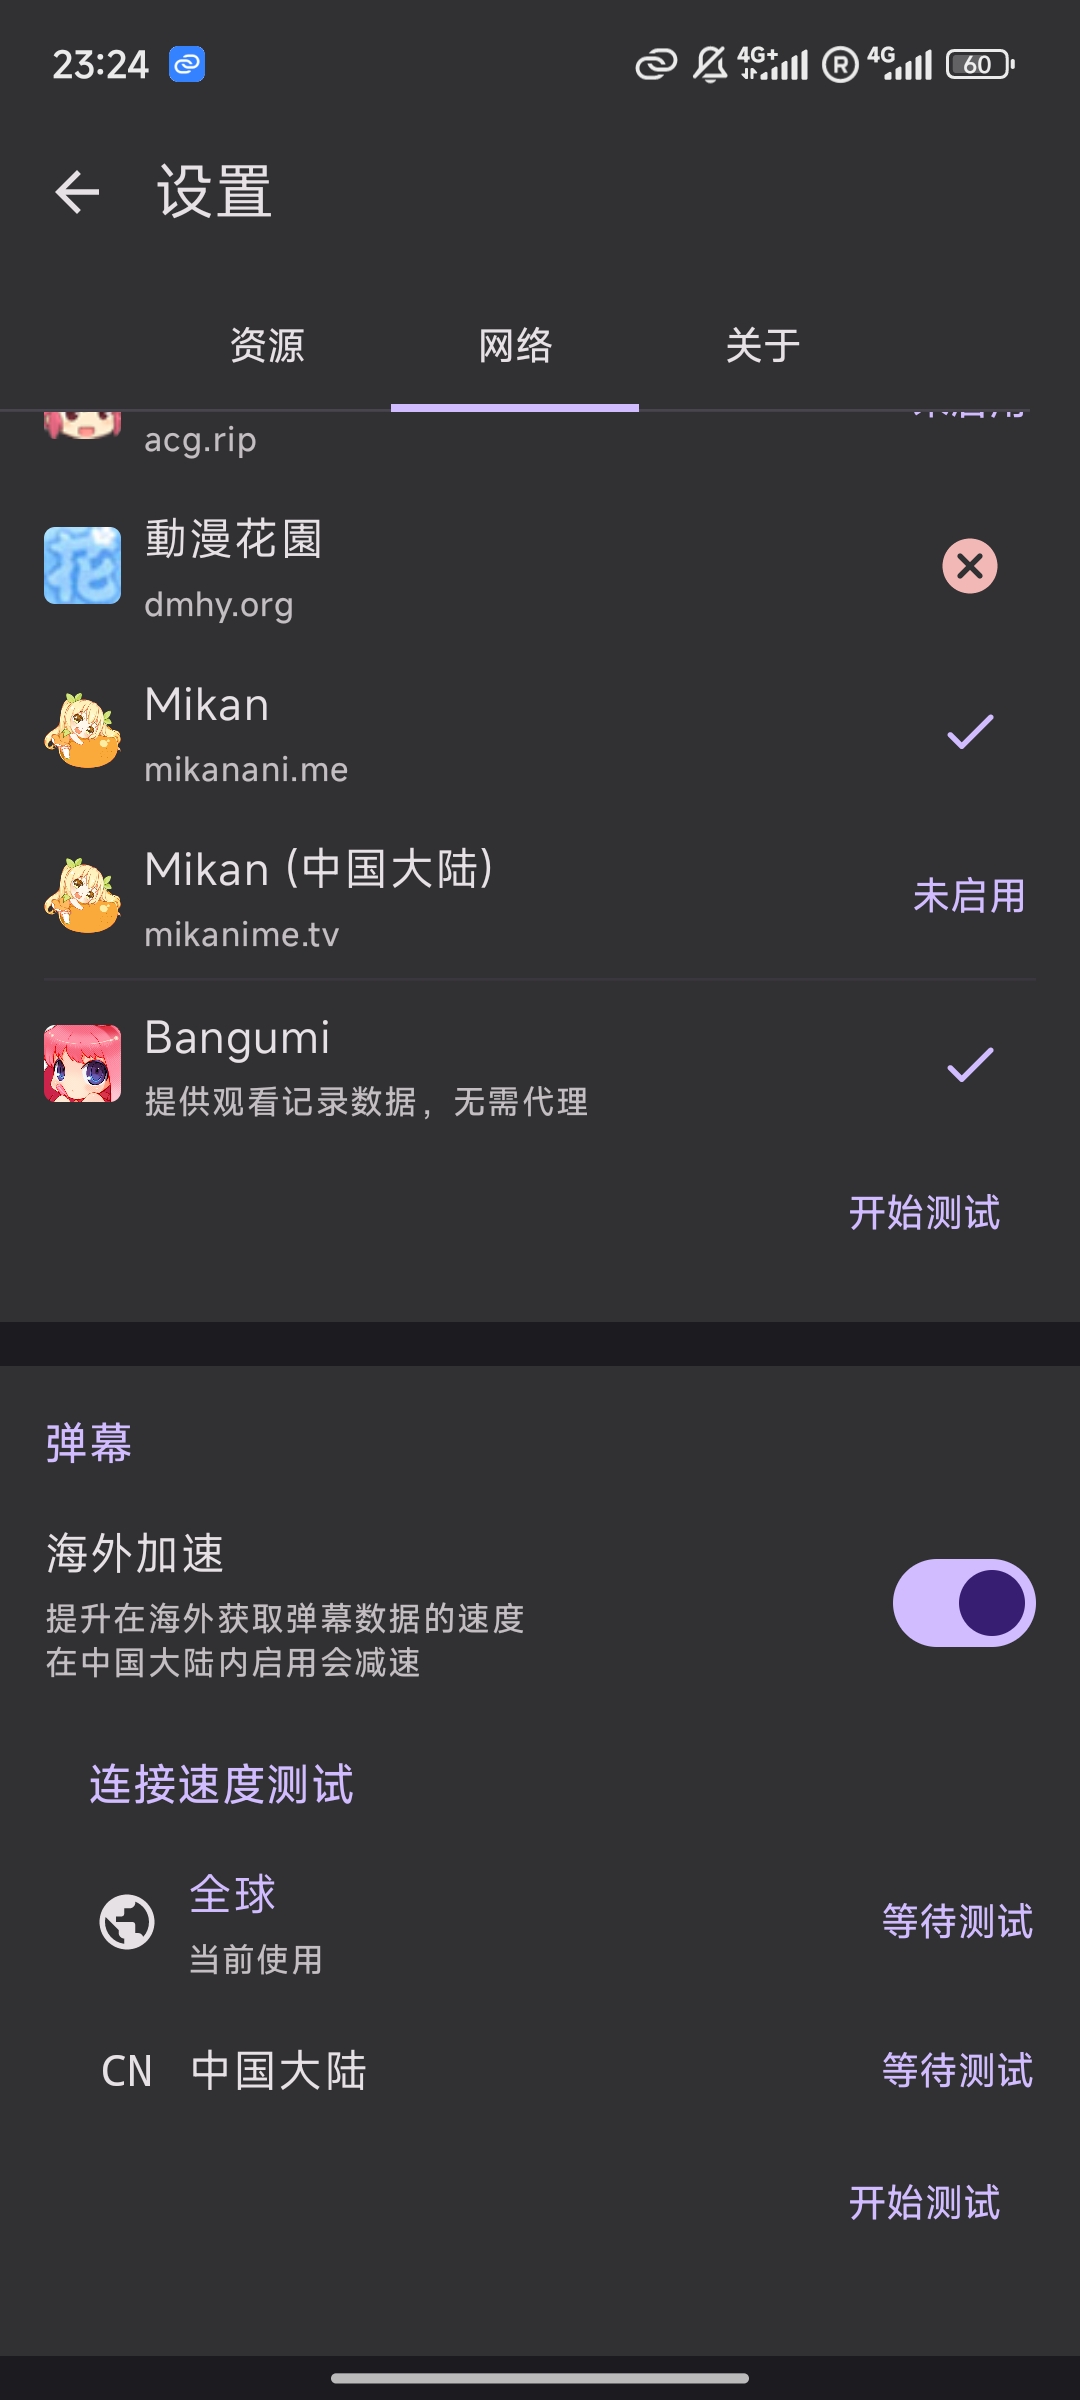 23:24
4G+
R
4G
60
设置
资源
网络
关于
未启用
acg.rip
動漫花園
dmhy.org
Mikan
mikanani.me
Mikan (中国大陆)
未启用
mikanime.tv
Bangumi
提供观看记录数据，无需代理
开始测试
弹幕
海外加速
提升在海外获取弹幕数据的速度
在中国大陆内启用会减速
连接速度测试
全球
等待测试
当前使用
CN 中国大陆
等待测试
开始测试